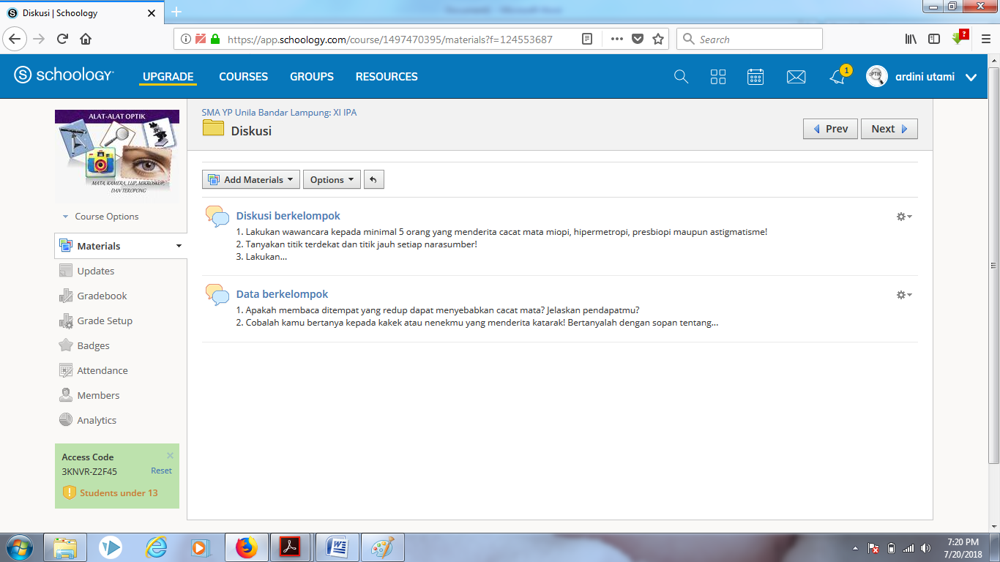 Diskusi | Schoology
https://app.schoology.com/course/1497470395/materials?f=124553687
Search
schoology
UPGRADE
COURSES
GROUPS
RESOURCES
1
ardini utami
ALAT-ALAT OPTIK
MATA, KAMERA, LUP, MIKROSKOP,
DAN TEROPONG
Course Options
Materials
Updates
Gradebook
Grade Setup
Badges
Attendance
Members
Analytics
Access Code
3KNVR-Z2F45
Reset
Students under 13
SMA YP Unila Bandar Lampung: XI IPA
Diskusi
Prev
Next
Add Materials
Options
Diskusi berkelompok
1. Lakukan wawancara kepada minimal 5 orang yang menderita cacat mata miopi, hipermetropi, presbiopi maupun astigmatisme!
2. Tanyakan titik terdekat dan titik jauh setiap narasumber!
3. Lakukan...
Data berkelompok
1. Apakah membaca ditempat yang redup dapat menyebabkan cacat mata? Jelaskan pendapatmu?
2. Cobalah kamu bertanya kepada kakek atau nenekmu yang menderita katarak! Bertanyalah dengan sopan tentang...
7:20 PM
7/20/2018